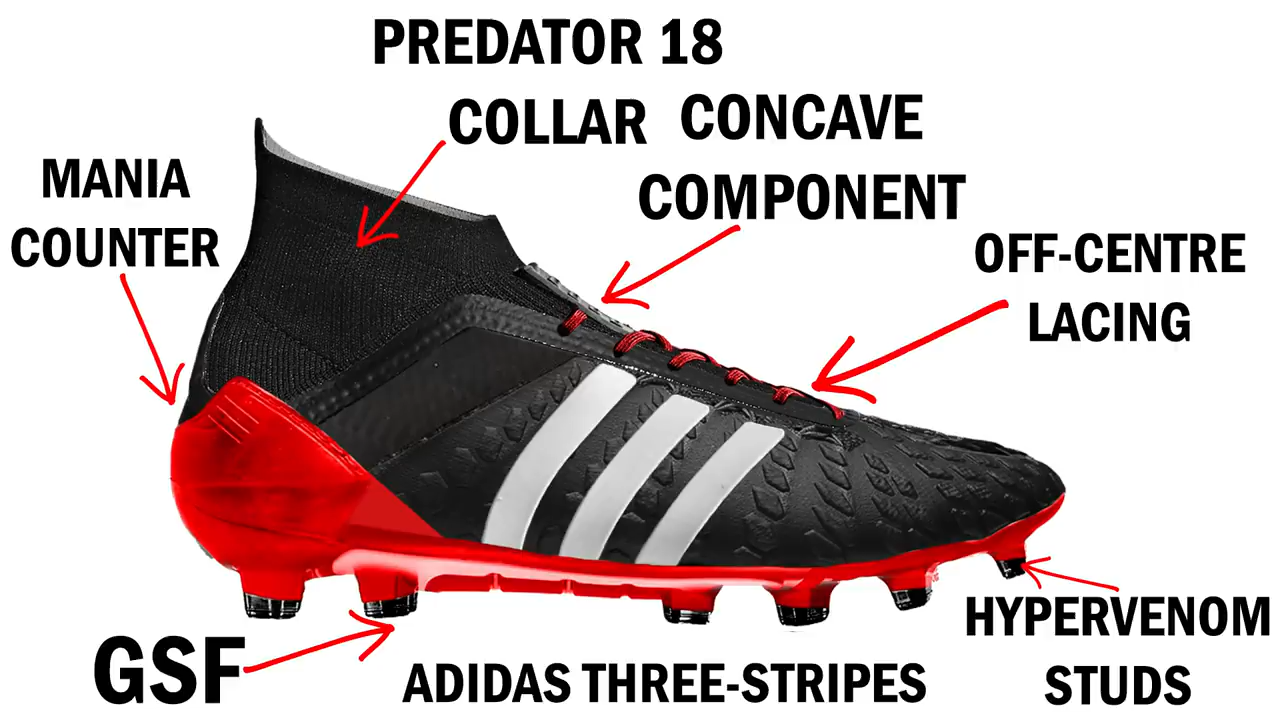 PREDATOR 18
COLLAR
CONCAVE
COMPONENT
MANIA
COUNTER
OFF-CENTRE
LACING
HYPERVENOM
STUDS
GSF
ADIDAS THREE-STRIPES